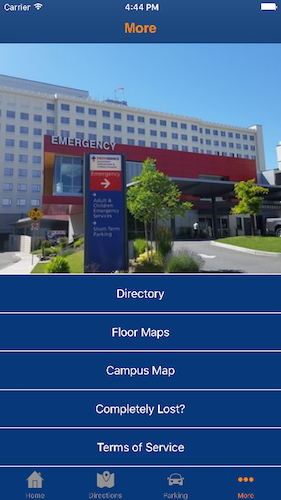 Carrier 4:44 PM
More
EMERGENCY
Emergency
Adult &
Children
Emergency
Services
Short-Term
Parking
Directory
Floor Maps
Campus Map
Completely Lost?
Terms of Service
Home Directions Parking More